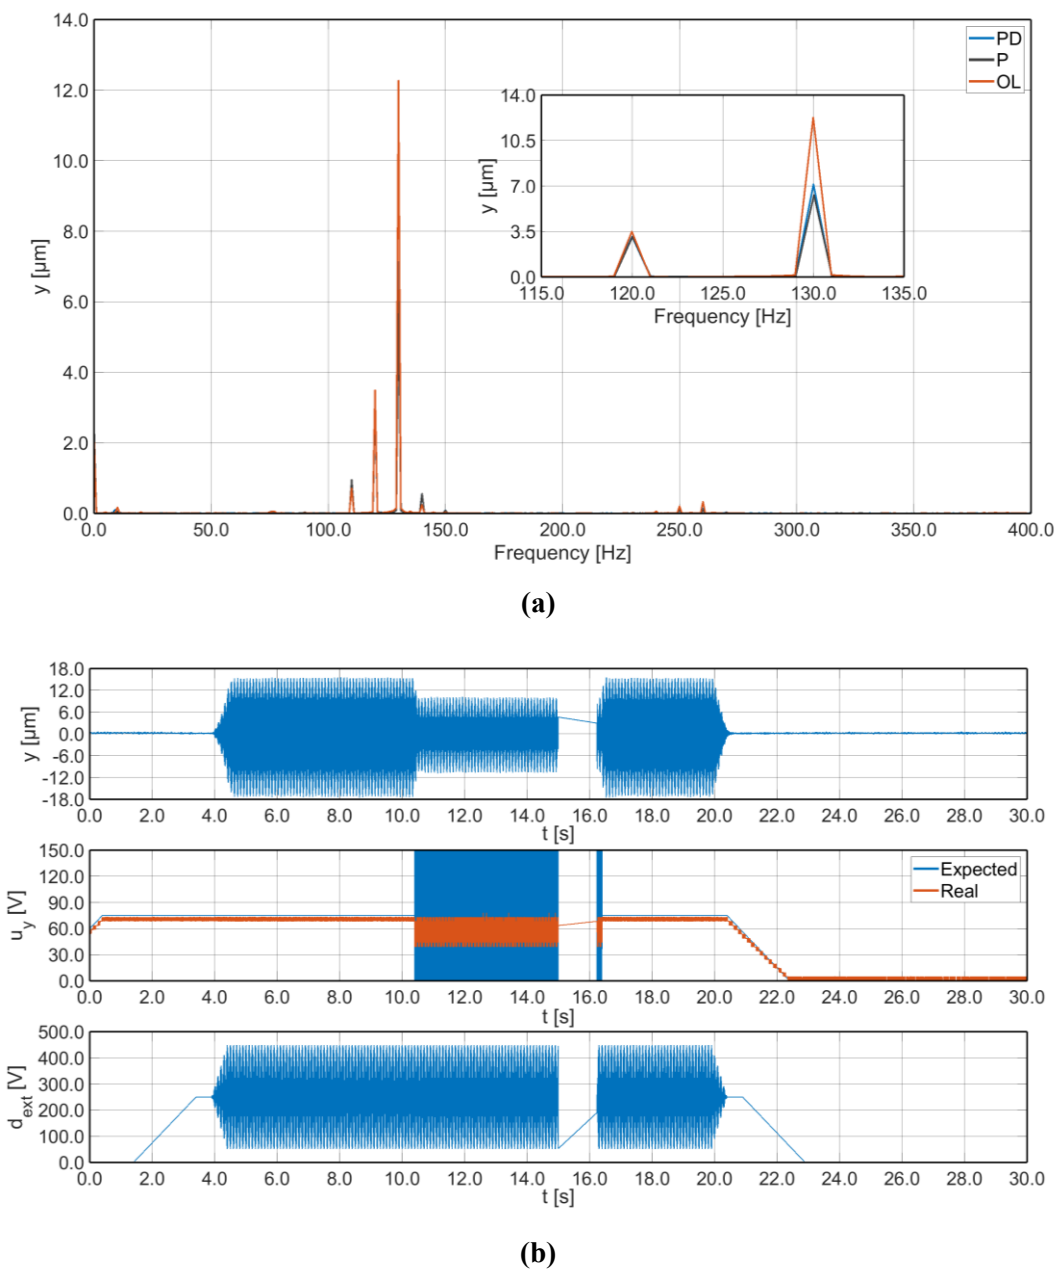 14.0
12.0
10.0
8.0
6.0
4.0
2.0
0.0
y [μm]
0.0 50.0 100.0 150.0 200.0 250.0 300.0 350.0 400.0
Frequency [Hz]
PD
P
OL
14.0
10.5
7.0
3.5
0.0
y [μm]
115.0 120.0 125.0 130.0 135.0
Frequency [Hz]
(a)
18.0
12.0
6.0
0.0
-6.0
-12.0
-18.0
y [μm]
0.0 2.0 4.0 6.0 8.0 10.0 12.0 14.0 16.0 18.0 20.0 22.0 24.0 26.0 28.0 30.0
t [s]
150.0
120.0
90.0
60.0
30.0
0.0
u_y [V]
Expected
Real
0.0 2.0 4.0 6.0 8.0 10.0 12.0 14.0 16.0 18.0 20.0 22.0 24.0 26.0 28.0 30.0
t [s]
500.0
400.0
300.0
200.0
100.0
0.0
d_ext [V]
0.0 2.0 4.0 6.0 8.0 10.0 12.0 14.0 16.0 18.0 20.0 22.0 24.0 26.0 28.0 30.0
t [s]
(b)